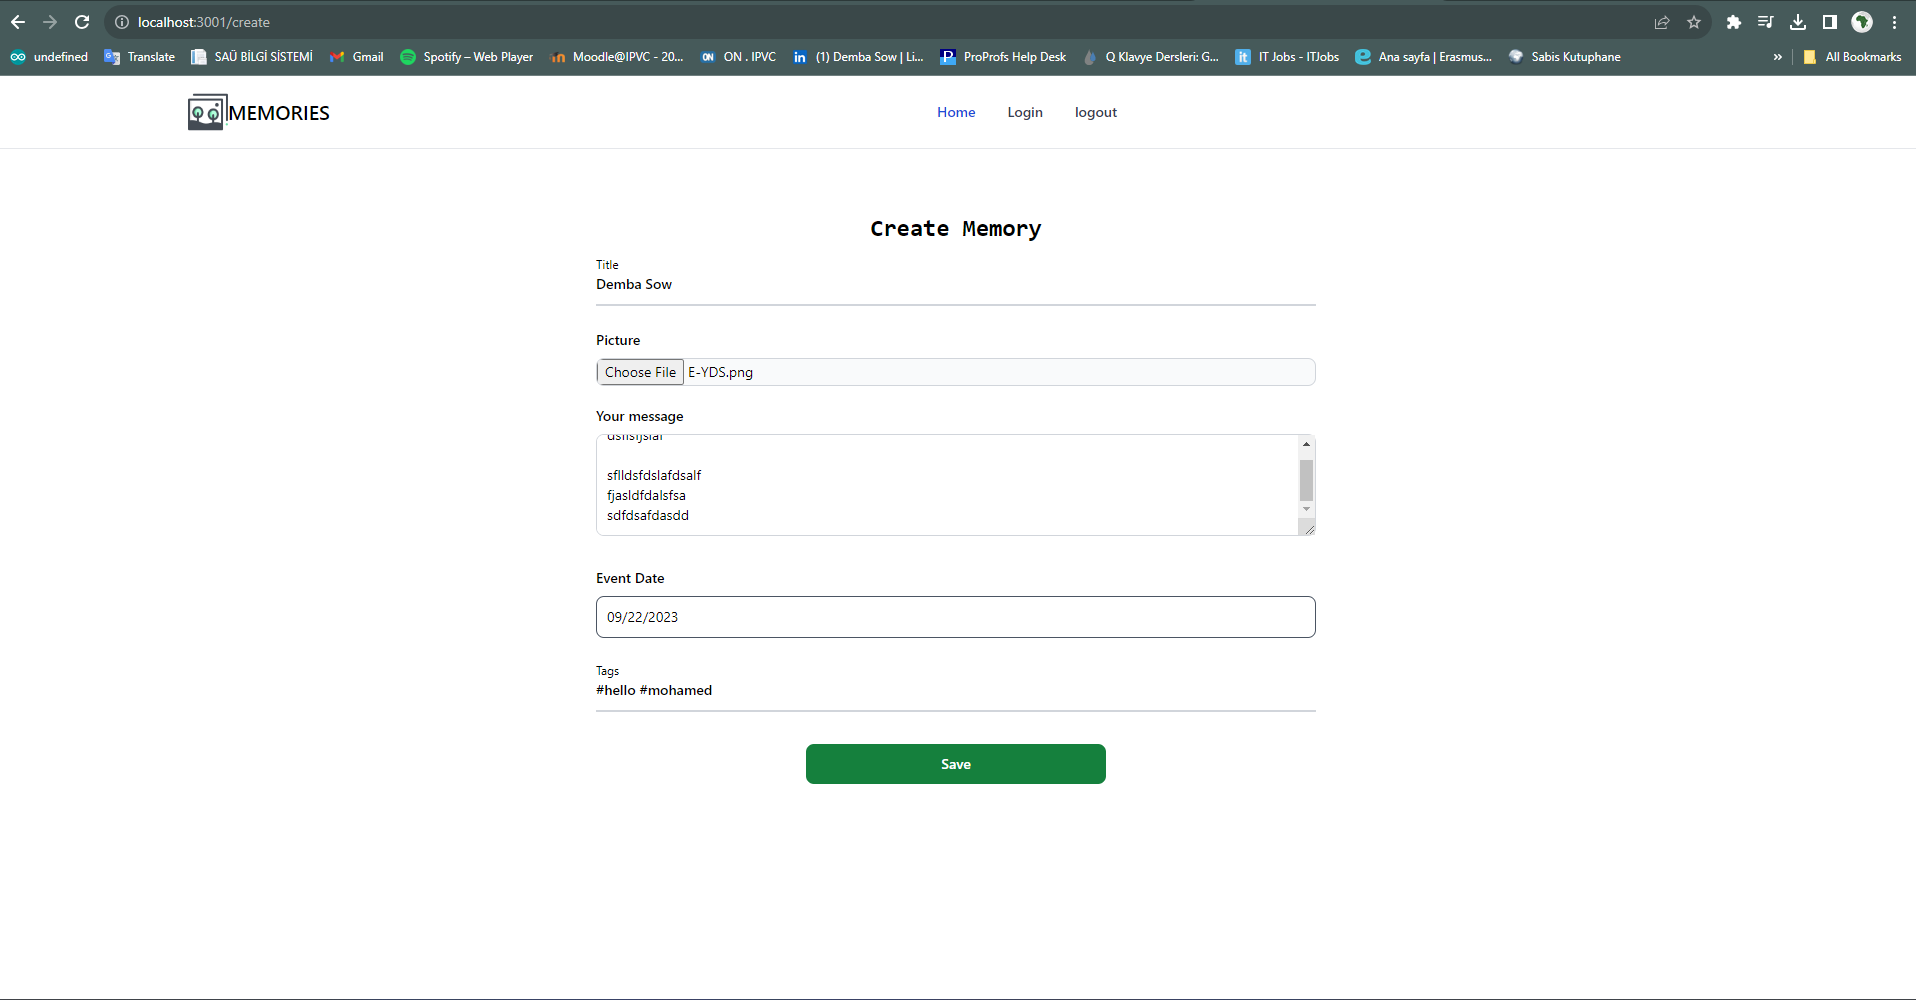 localhost:3001/create
undefined Translate SAÜ BİLGİ SİSTEMİ Gmail Spotify – Web Player Moodle@IPVC - 20... ON . IPVC (1) Demba Sow | Li... ProProfs Help Desk Q Klavye Dersleri: G... IT Jobs - ITJobs Ana sayfa | Erasmus... Sabis Kutuphane » All Bookmarks
MEMORIES Home Login logout
Create Memory
Title
Demba Sow
Picture
Choose File E-YDS.png
Your message
sflldsfdslafdsalf
fjasldfdalsfsa
sdfdsafdasdd
Event Date
09/22/2023
Tags
#hello #mohamed
Save